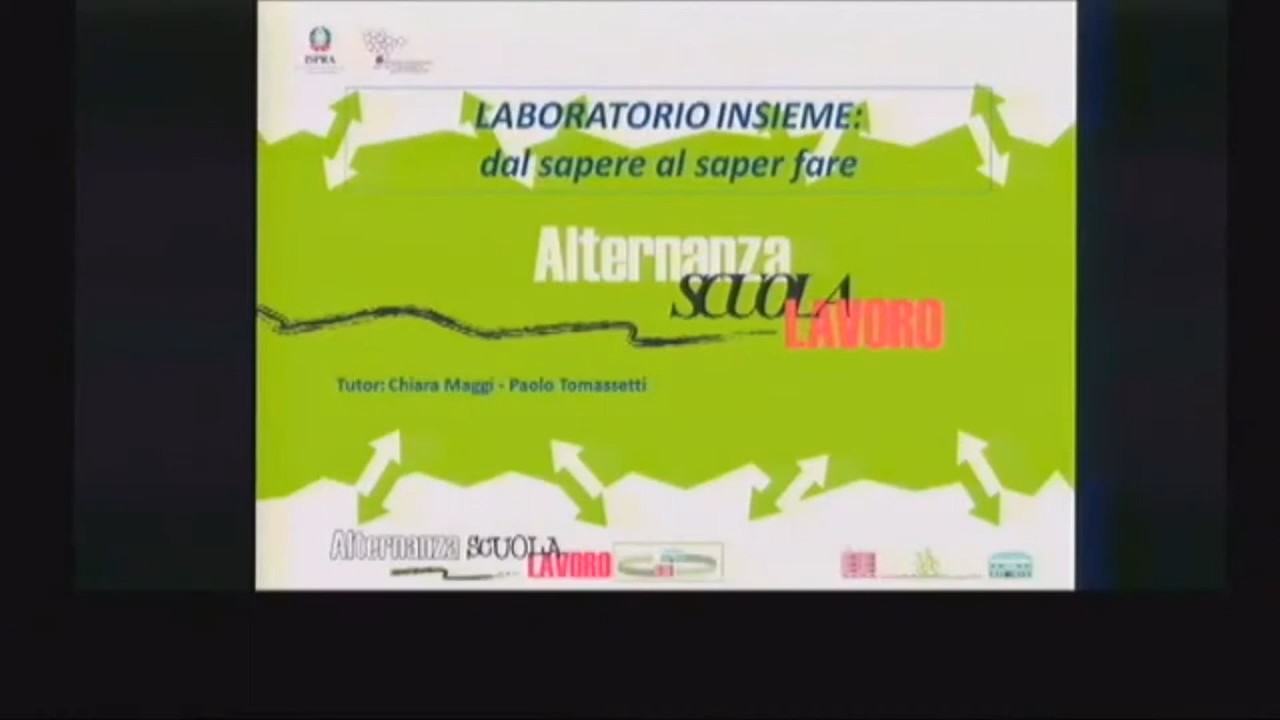 ISPRA
LABORATORIO INSIEME:
dal sapere al saper fare
Alternanza
SCUOLA
LAVORO
Tutor: Chiara Maggi - Paolo Tomassetti
Alternanza SCUOLA
LAVORO